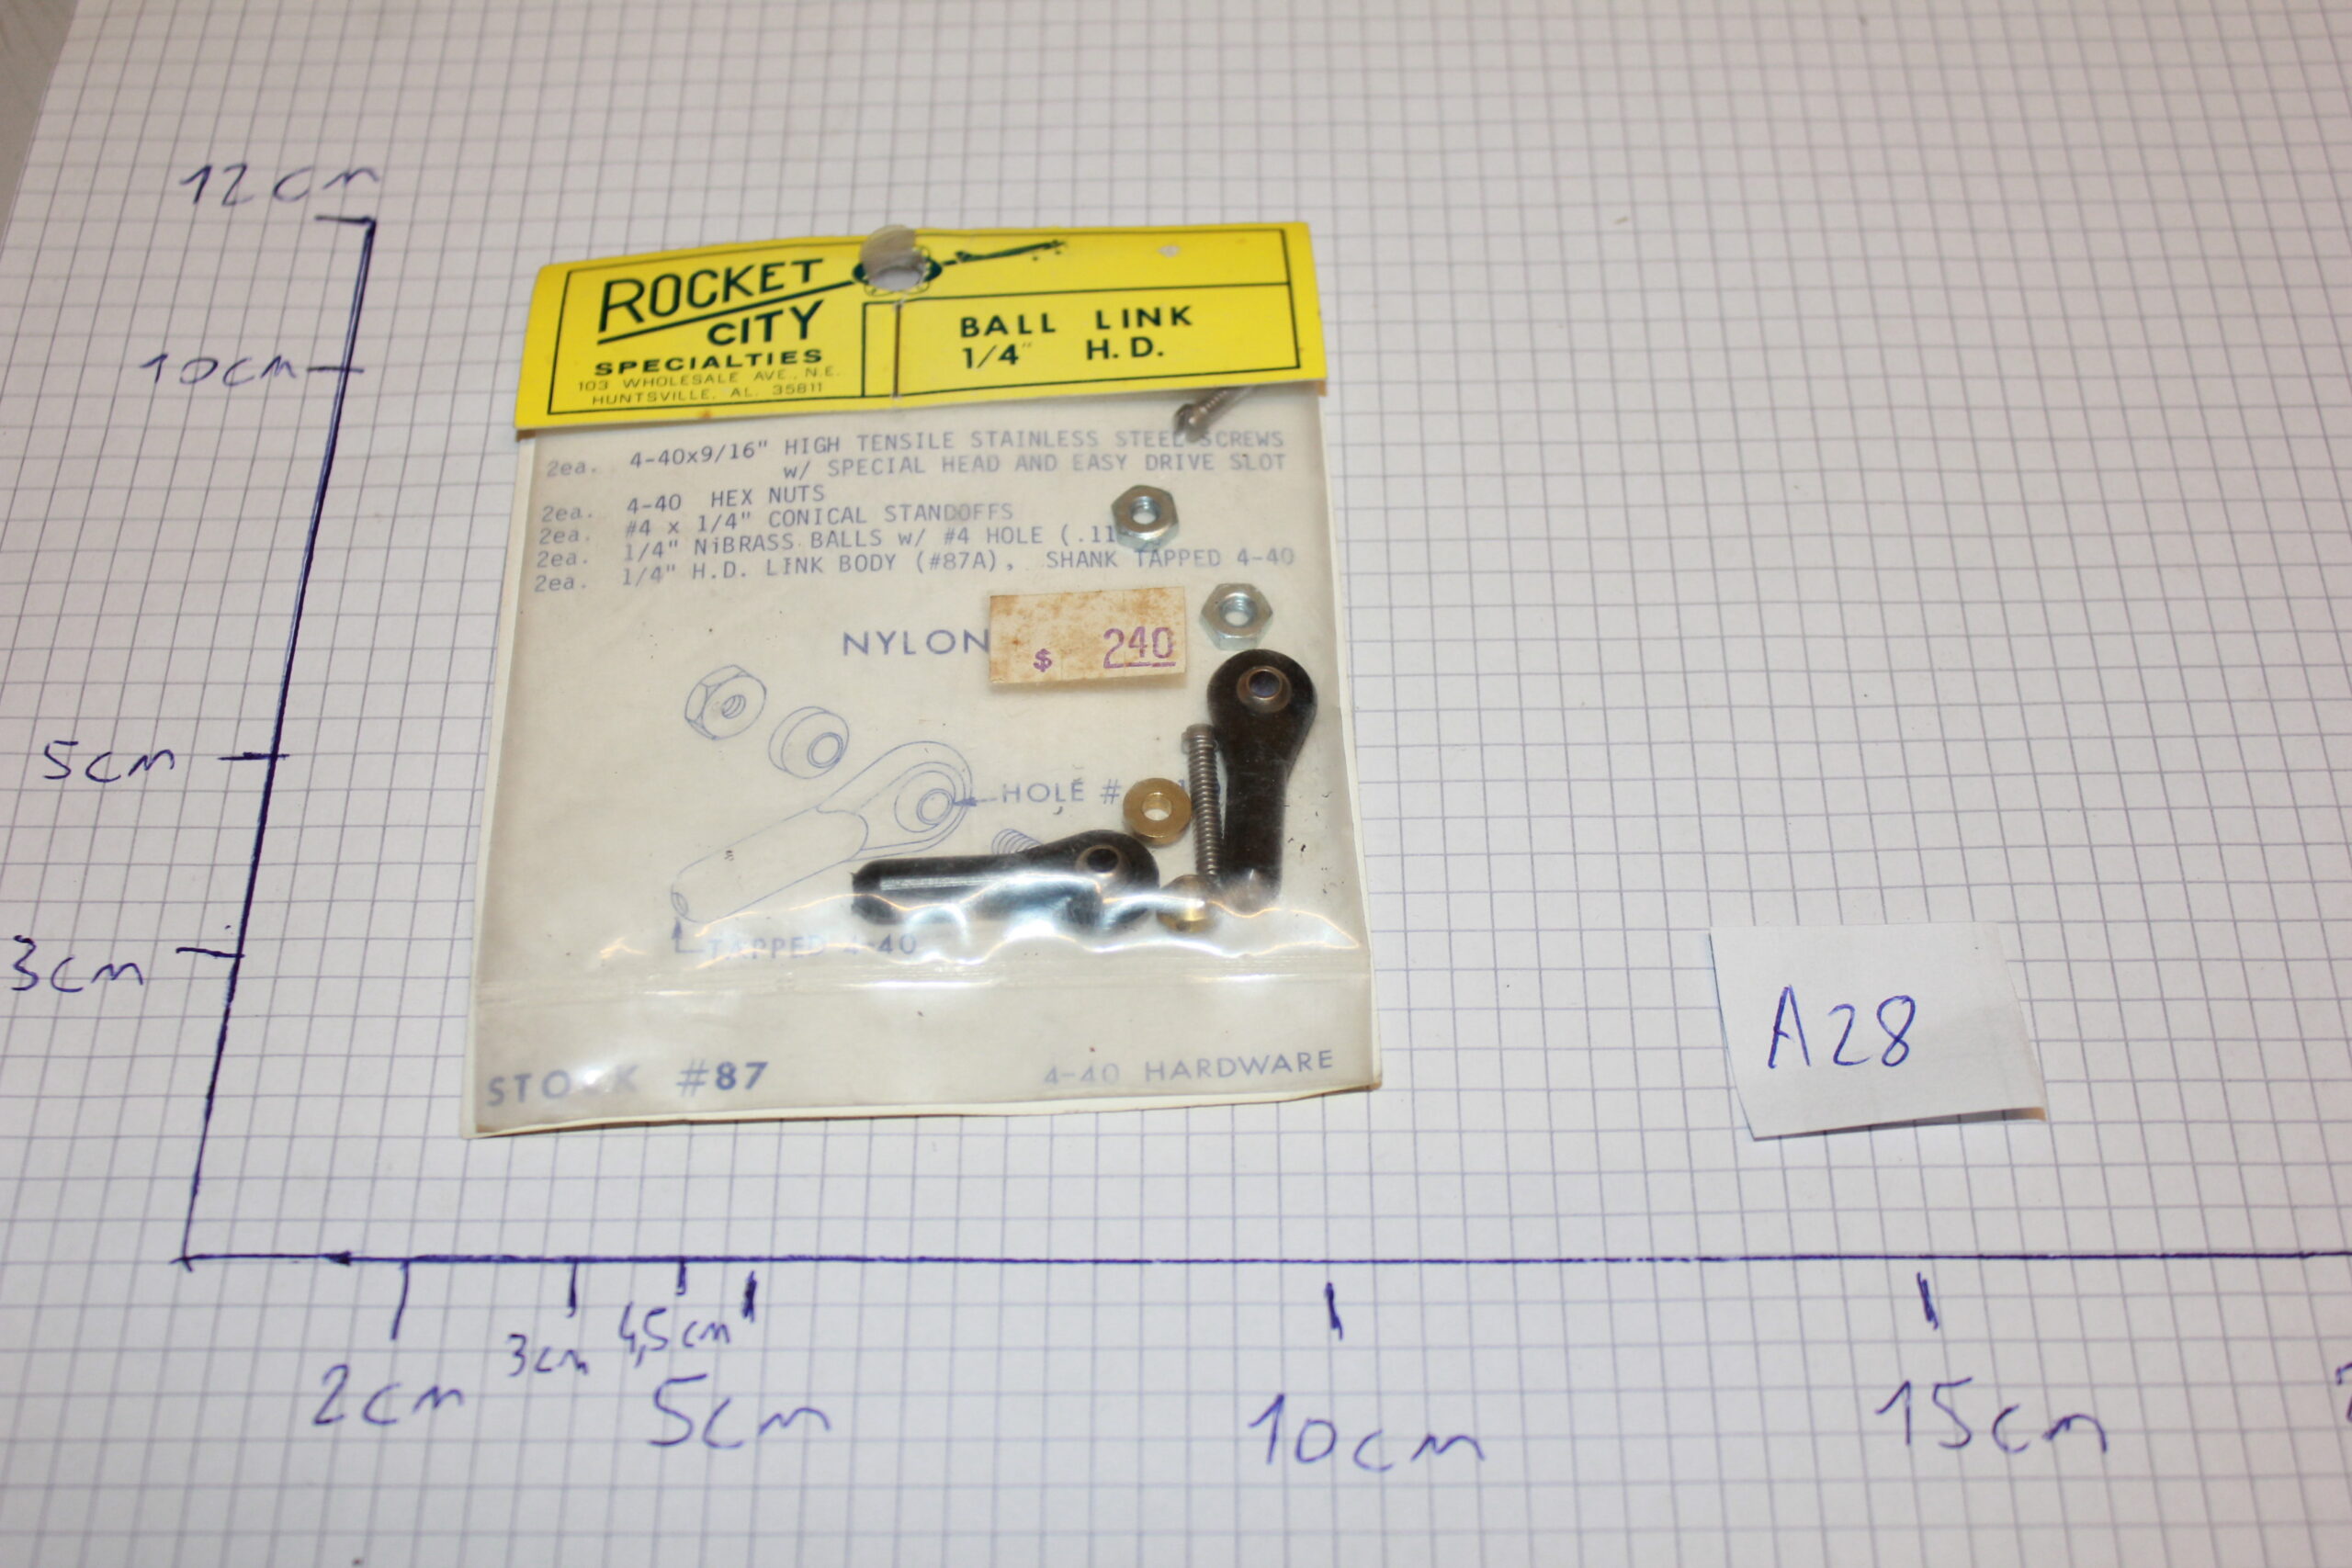 12cm
10cm
5cm
3cm
ROCKET
CITY
SPECIALTIES
103 WHOLESALE AVE., N.E.
HUNTSVILLE, AL. 35811
BALL LINK
1/4" H.D.
2ea. 4-40x9/16" HIGH TENSILE STAINLESS STEEL SCREWS
w/ SPECIAL HEAD AND EASY DRIVE SLOT
2ea. 4-40 HEX NUTS
2ea. #4 x 1/4" CONICAL STANDOFFS
2ea. 1/4" NiBRASS BALLS w/ #4 HOLE (.11
2ea. 1/4" H.D. LINK BODY (#87A), SHANK TAPPED 4-40
NYLON
$ 240
HOLE #
TAPPED 4-40
STOCK #87
4-40 HARDWARE
A28
2cm
3cm
4,5cm
5cm
10cm
15cm